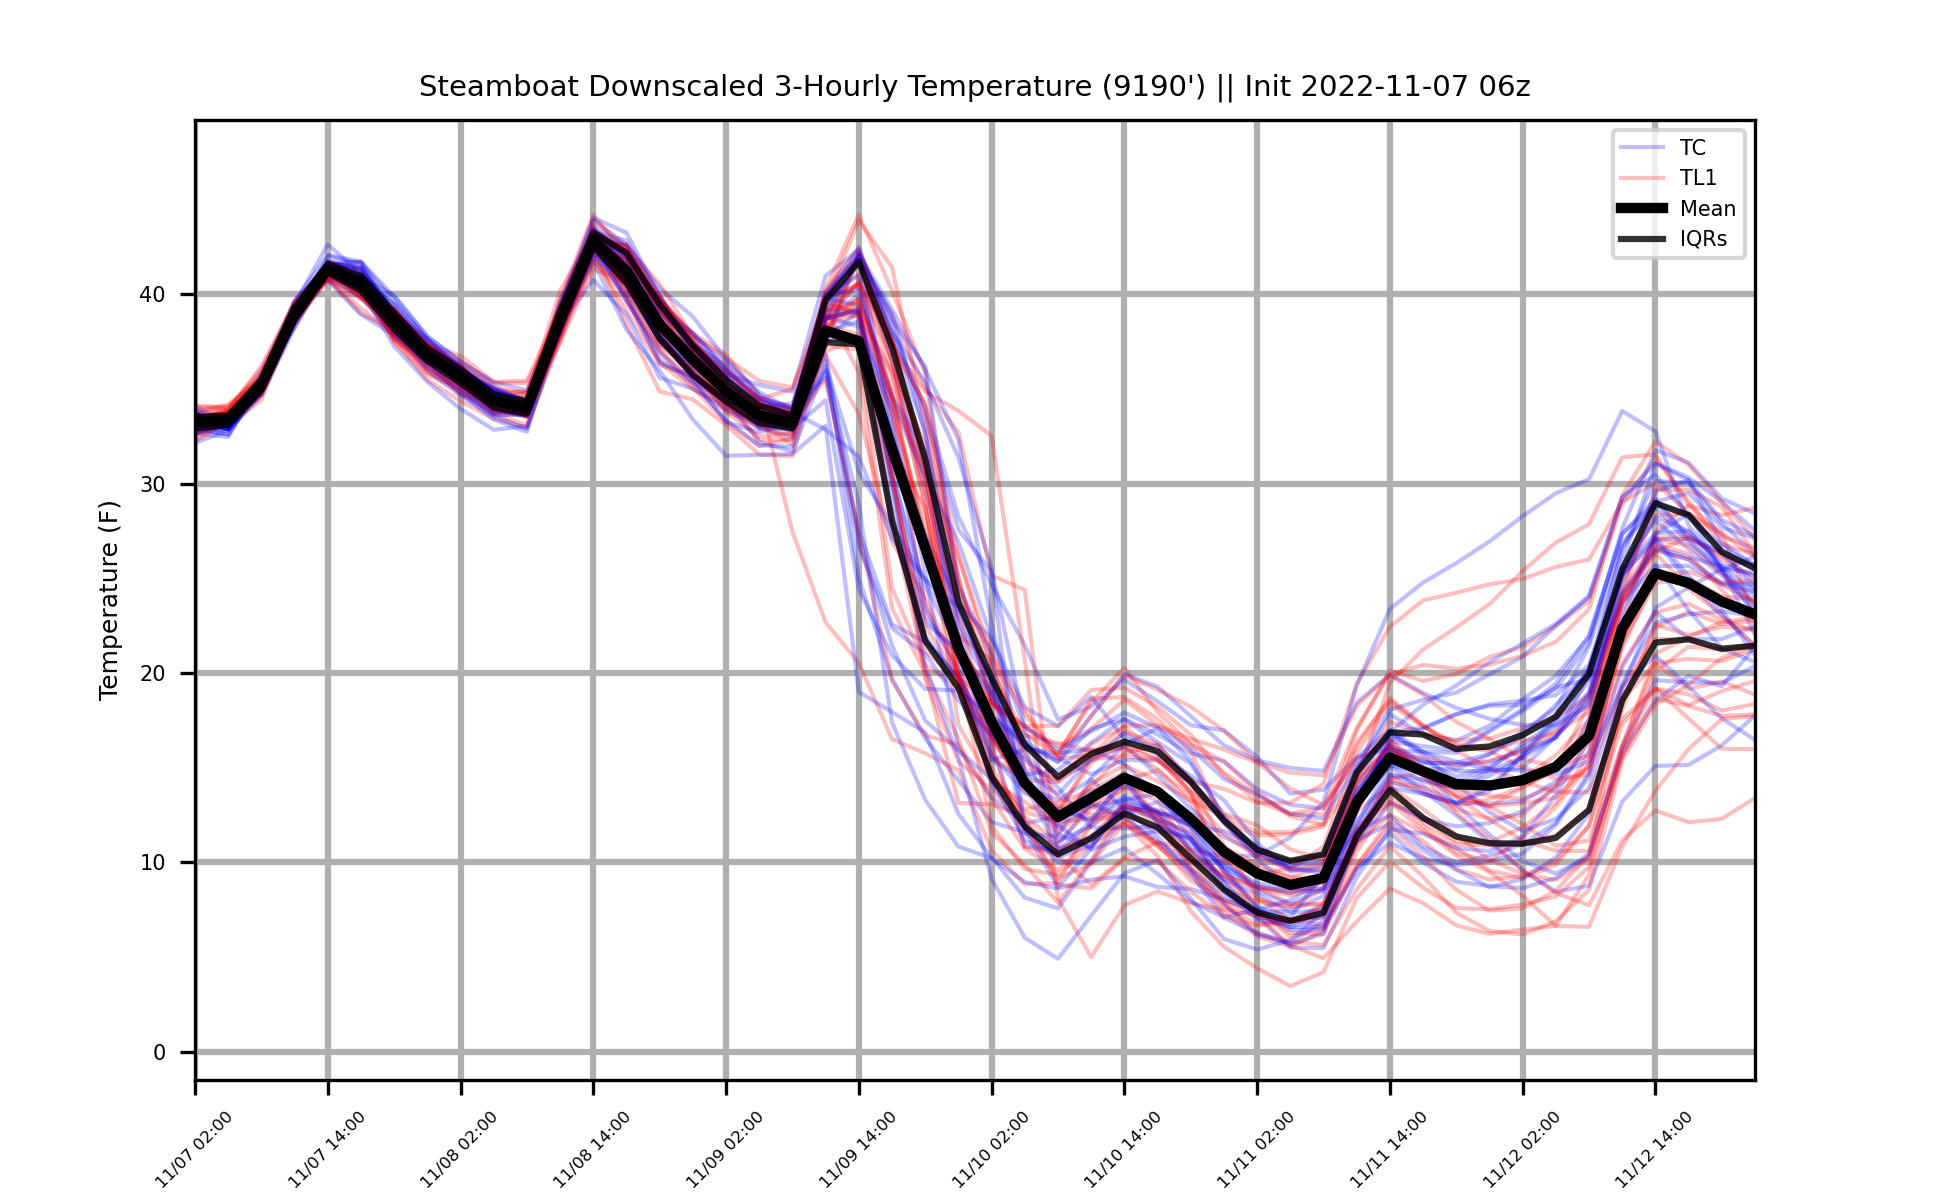 Steamboat Downscaled 3-Hourly Temperature (9190') || Init 2022-11-07 06z
TC
TL1
Mean
IQRs
Temperature (F)
40
30
20
10
0
11/07 02:00
11/07 14:00
11/08 02:00
11/08 14:00
11/09 02:00
11/09 14:00
11/10 02:00
11/10 14:00
11/11 02:00
11/11 14:00
11/12 02:00
11/12 14:00